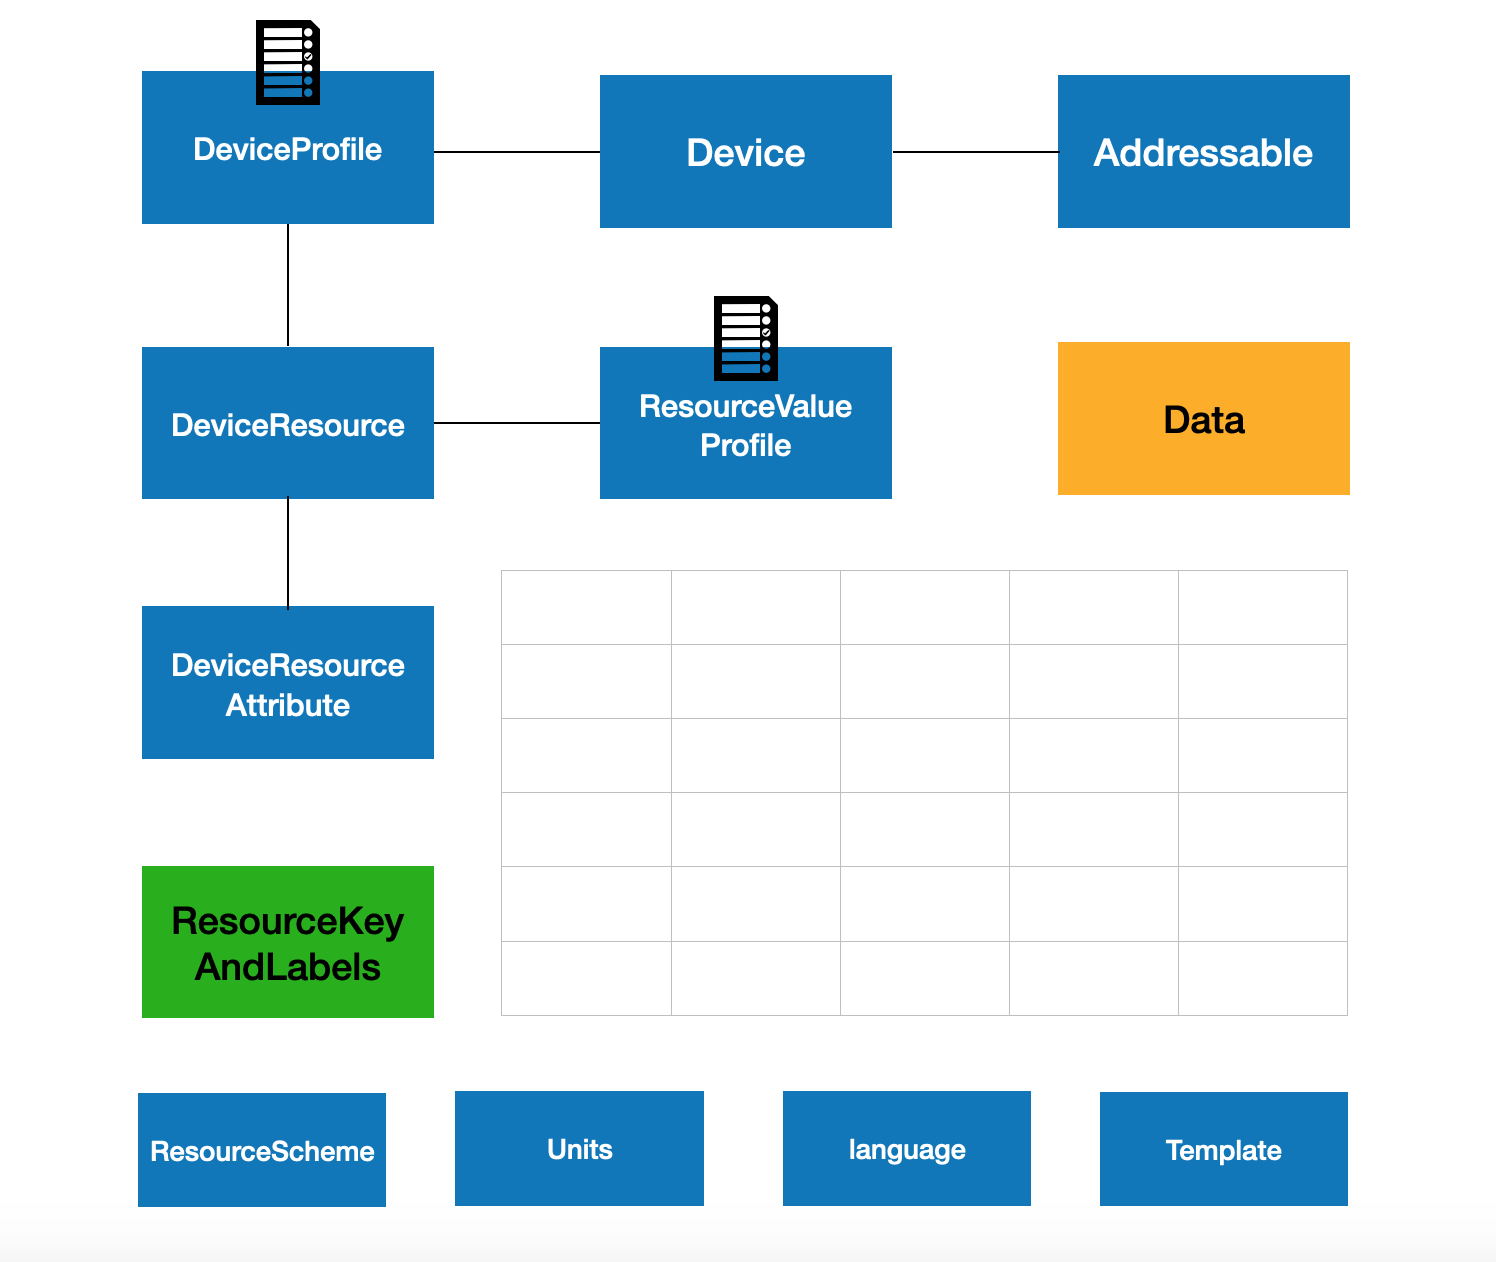 DeviceProfile
Device
Addressable
DeviceResource
ResourceValue
Profile
Data
DeviceResource
Attribute
ResourceKey
AndLabels
ResourceScheme
Units
language
Template